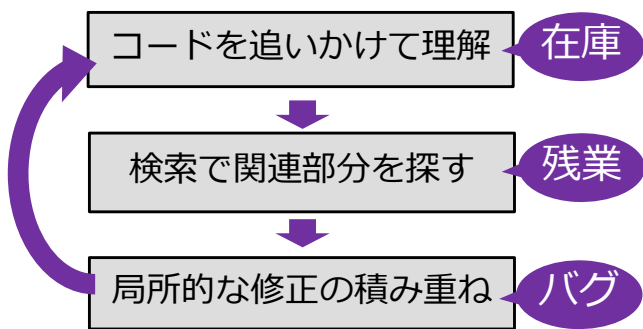 コードを追いかけて理解
在庫
検索で関連部分を探す
残業
局所的な修正の積み重ね
バグ